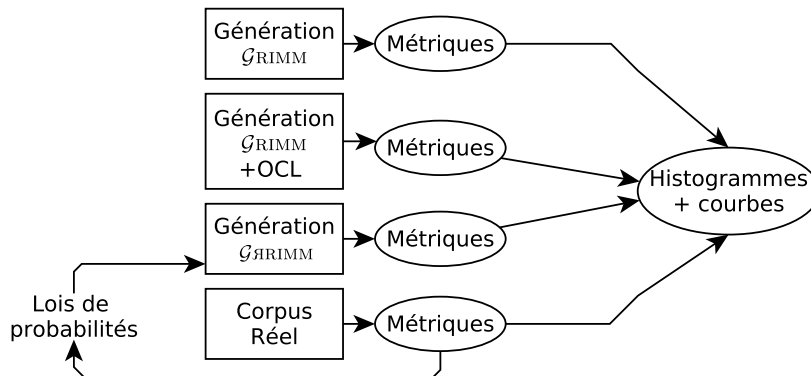 Génération
GRIMM
Métriques
Génération
GRIMM
+OCL
Métriques
Histogrammes
+ courbes
Génération
GЯRIMM
Métriques
Lois de
probabilités
Corpus
Réel
Métriques